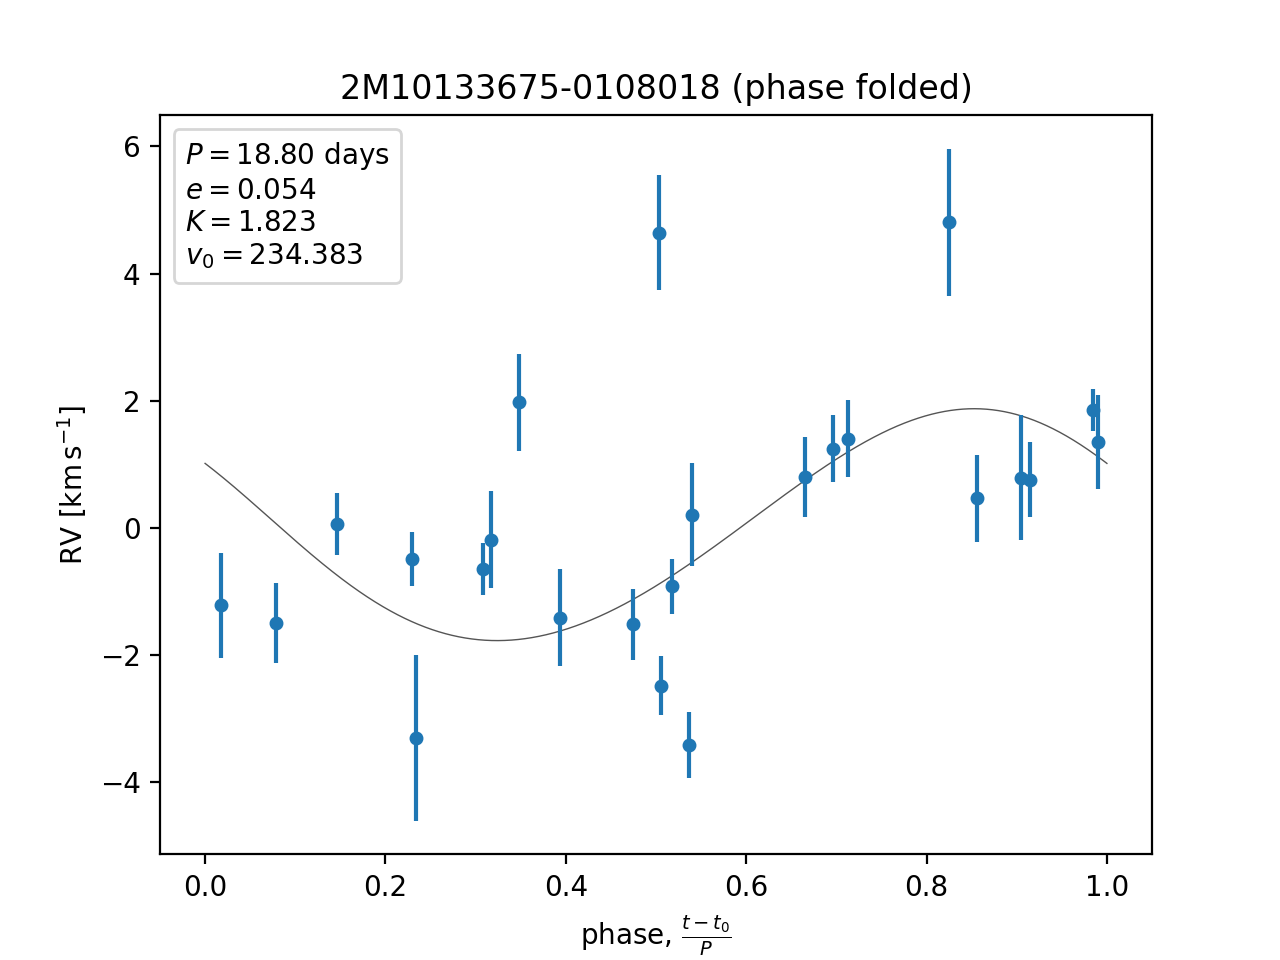 2M10133675-0108018 (phase folded)
P = 18.80 days
e = 0.054
K = 1.823
v₀ = 234.383
6
4
2
0
−2
−4
RV [km s⁻¹]
0.0 0.2 0.4 0.6 0.8 1.0
phase, (t − t₀)/P